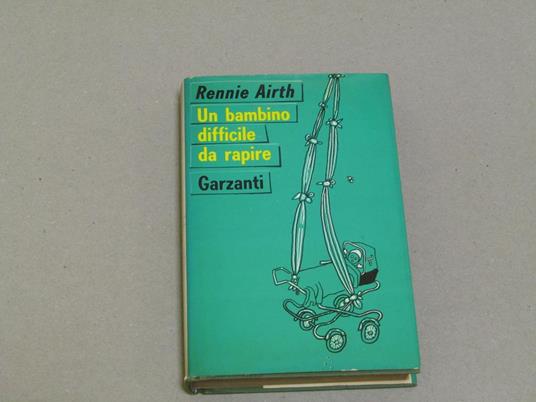 Rennie Airth
Un bambino
difficile
da rapire
Garzanti